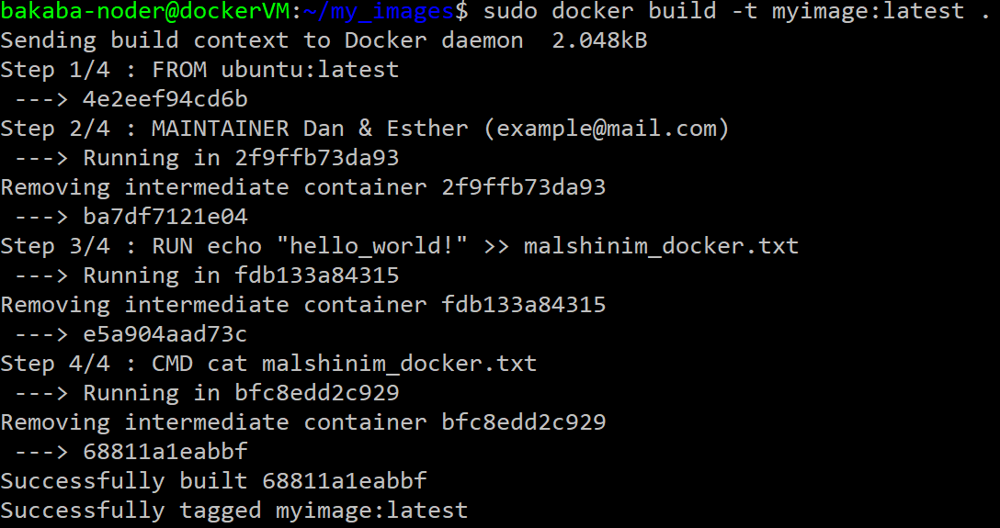 bakaba-noder@dockerVM:~/my_images$ sudo docker build -t myimage:latest .
Sending build context to Docker daemon  2.048kB
Step 1/4 : FROM ubuntu:latest
 ---> 4e2eef94cd6b
Step 2/4 : MAINTAINER Dan & Esther (example@mail.com)
 ---> Running in 2f9ffb73da93
Removing intermediate container 2f9ffb73da93
 ---> ba7df7121e04
Step 3/4 : RUN echo "hello_world!" >> malshinim_docker.txt
 ---> Running in fdb133a84315
Removing intermediate container fdb133a84315
 ---> e5a904aad73c
Step 4/4 : CMD cat malshinim_docker.txt
 ---> Running in bfc8edd2c929
Removing intermediate container bfc8edd2c929
 ---> 68811a1eabbf
Successfully built 68811a1eabbf
Successfully tagged myimage:latest